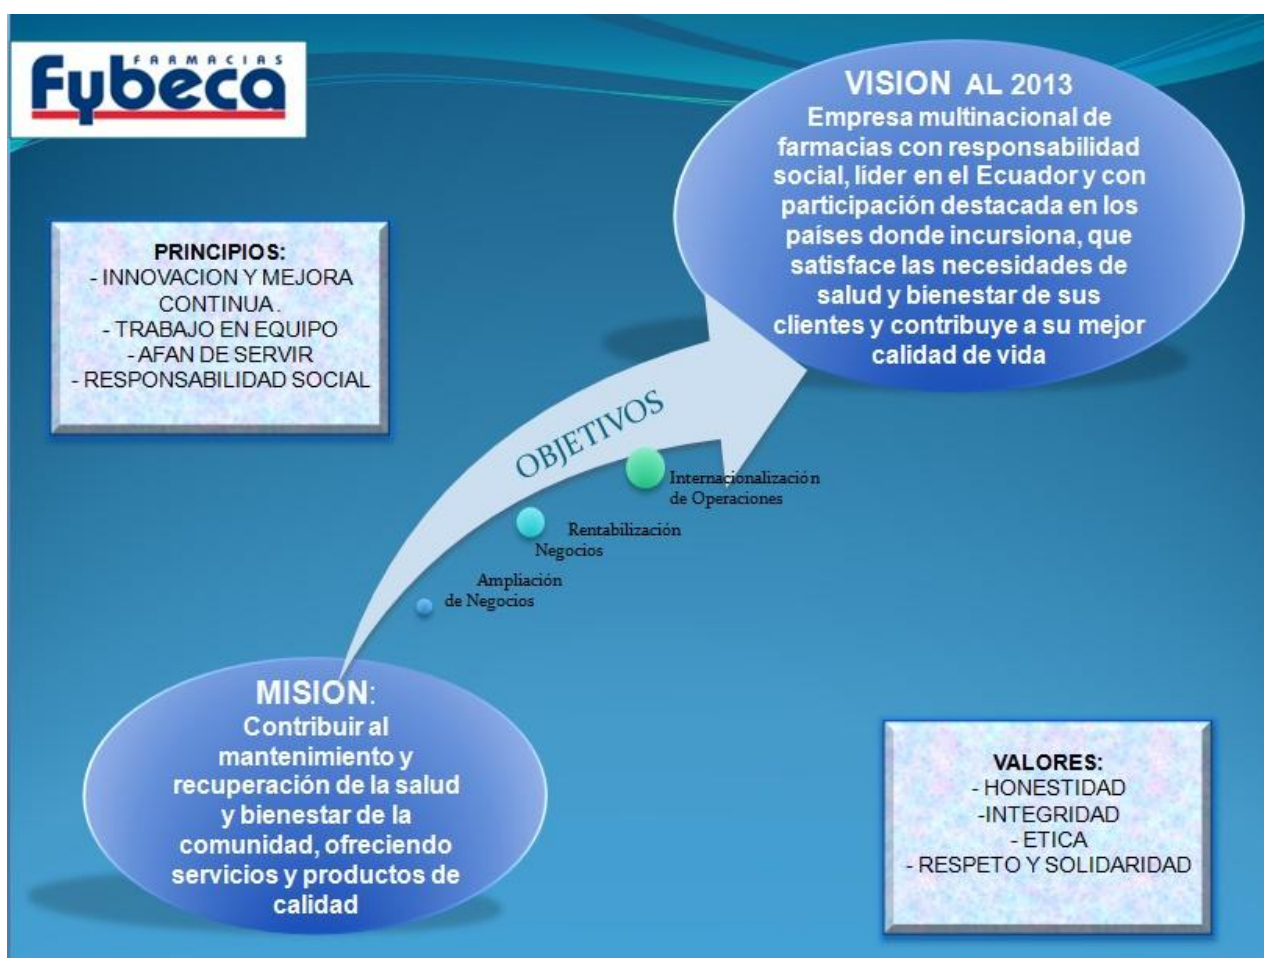 FARMACIAS
Fybeca
VISION AL 2013
Empresa multinacional de
farmacias con responsabilidad
social, líder en el Ecuador y con
participación destacada en los
países donde incursiona, que
satisface las necesidades de
salud y bienestar de sus
clientes y contribuye a su mejor
calidad de vida
PRINCIPIOS:
- INNOVACION Y MEJORA
CONTINUA .
- TRABAJO EN EQUIPO
- AFAN DE SERVIR
- RESPONSABILIDAD SOCIAL
OBJETIVOS
Internacionalización
de Operaciones
Rentabilización
Negocios
Ampliación
de Negocios
MISION:
Contribuir al
mantenimiento y
recuperación de la salud
y bienestar de la
comunidad, ofreciendo
servicios y productos de
calidad
VALORES:
- HONESTIDAD
-INTEGRIDAD
- ETICA
- RESPETO Y SOLIDARIDAD